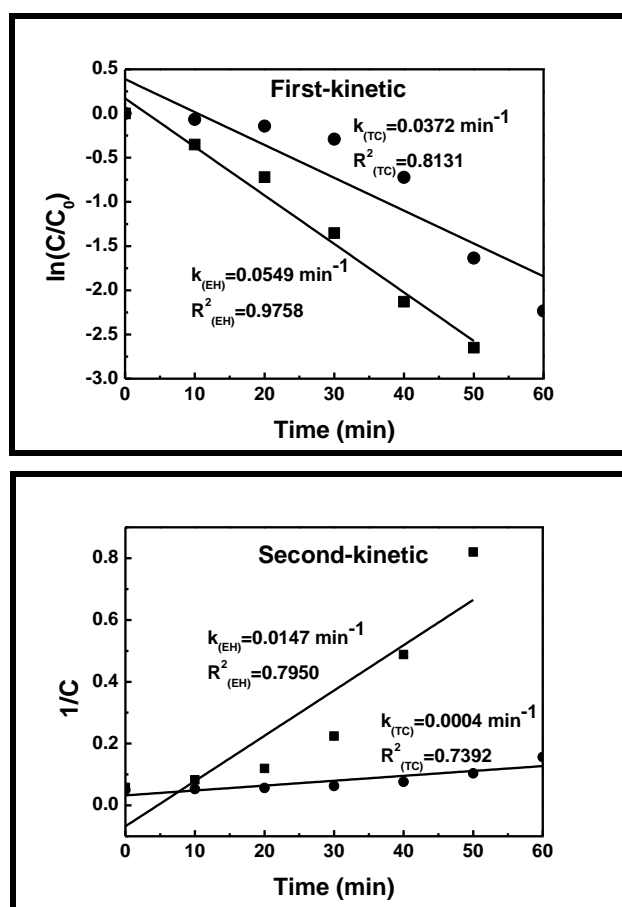 First-kinetic
k(TC)=0.0372 min-1
R2(TC)=0.8131
k(EH)=0.0549 min-1
R2(EH)=0.9758
ln(C/C0)
0.5
0.0
-0.5
-1.0
-1.5
-2.0
-2.5
-3.0
0 10 20 30 40 50 60
Time (min)
Second-kinetic
k(EH)=0.0147 min-1
R2(EH)=0.7950
k(TC)=0.0004 min-1
R2(TC)=0.7392
1/C
0.8
0.6
0.4
0.2
0.0
0 10 20 30 40 50 60
Time (min)